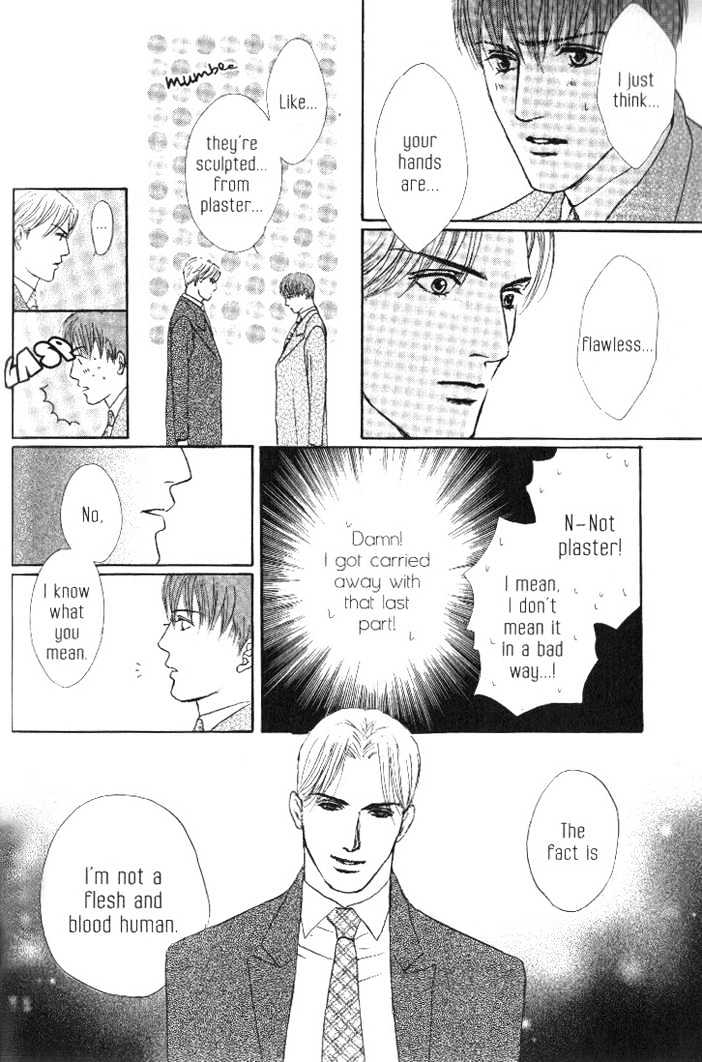 I just
think...
your
hands
are...
flawless...
Like...
they're
sculpted...
from
plaster...
mumble
...
GASP
N-Not
plaster!
I mean,
I don't
mean it
in a bad
way...!
Damn!
I got carried
away with
that last
part!
No,
I know
what
you
mean.
The
fact is
I'm not a
flesh and
blood human.